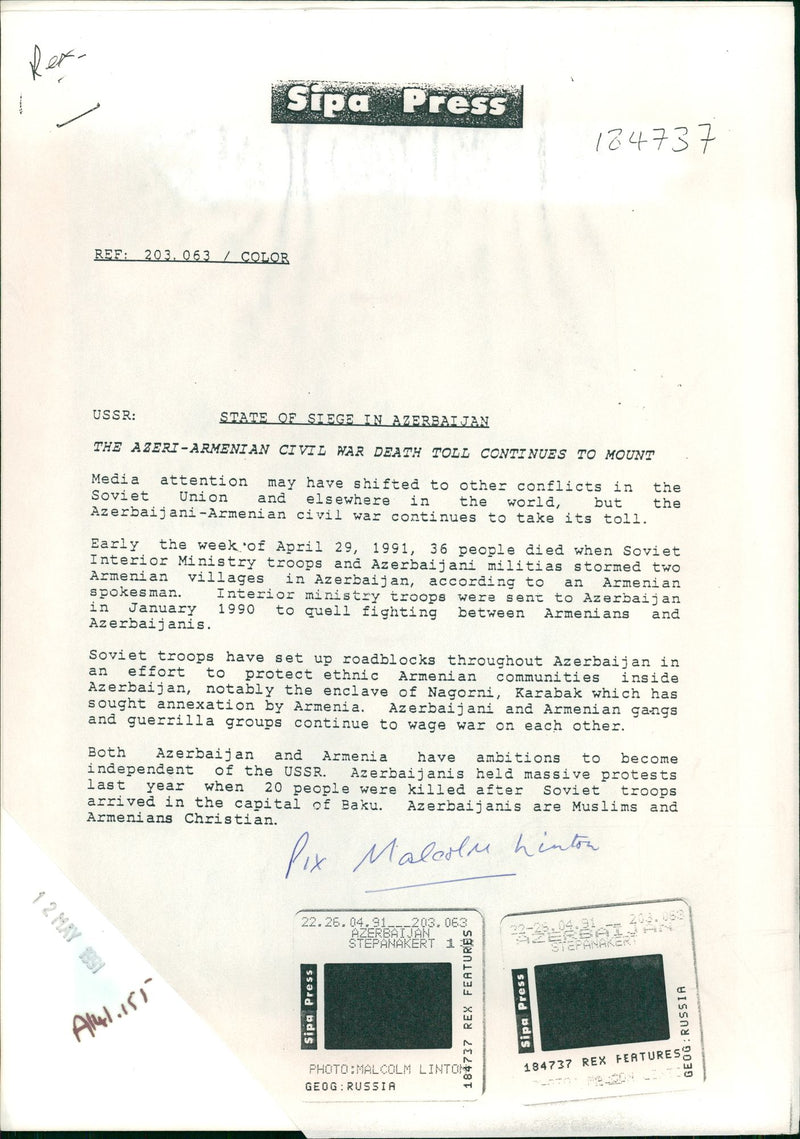 Rex
Sipa Press
184737
REF: 203.063 / COLOR
USSR: STATE OF SIEGE IN AZERBAIJAN
THE AZERI-ARMENIAN CIVIL WAR DEATH TOLL CONTINUES TO MOUNT
Media attention may have shifted to other conflicts in the
Soviet Union and elsewhere in the world, but the
Azerbaijani-Armenian civil war continues to take its toll.
Early the week of April 29, 1991, 36 people died when Soviet
Interior Ministry troops and Azerbaijani militias stormed two
Armenian villages in Azerbaijan, according to an Armenian
spokesman. Interior ministry troops were sent to Azerbaijan
in January 1990 to quell fighting between Armenians and
Azerbaijanis.
Soviet troops have set up roadblocks throughout Azerbaijan in
an effort to protect ethnic Armenian communities inside
Azerbaijan, notably the enclave of Nagorni, Karabak which has
sought annexation by Armenia. Azerbaijani and Armenian gangs
and guerrilla groups continue to wage war on each other.
Both Azerbaijan and Armenia have ambitions to become
independent of the USSR. Azerbaijanis held massive protests
last year when 20 people were killed after Soviet troops
arrived in the capital of Baku. Azerbaijanis are Muslims and
Armenians Christian.
Pix Malcolm Linton
12 MAY 1991
22.26.04.91 203.063
AZERBAIJAN
STEPANAKERT
Sipa Press
184737 REX FEATURES
PHOTO:MALCOLM LINTON
GEOG:RUSSIA
22-26.04.91 203.063
AZERBAIJAN
STEPANAKERT
Sipa Press
184737 REX FEATURES
GEOG:RUSSIA